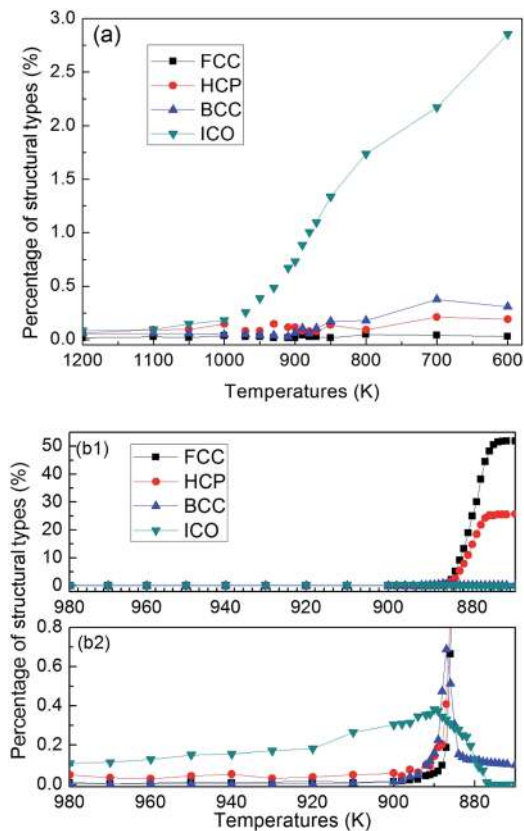 (a)
FCC
HCP
BCC
ICO
Percentage of structural types (%)
3.0
2.5
2.0
1.5
1.0
0.5
0.0
1200 1100 1000 900 800 700 600
Temperatures (K)
(b1)
FCC
HCP
BCC
ICO
Percentage of structural types (%)
50
40
30
20
10
0
980 960 940 920 900 880
(b2)
0.8
0.6
0.4
0.2
0.0
980 960 940 920 900 880
Temperatures (K)